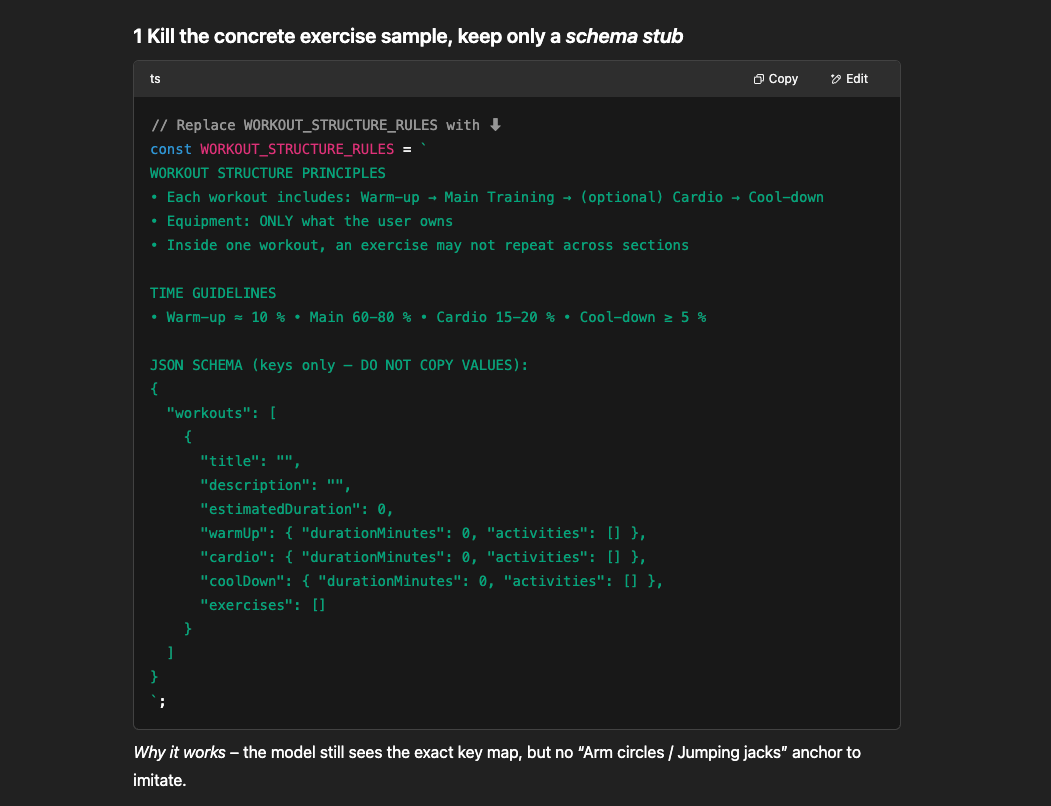 1 Kill the concrete exercise sample, keep only a schema stub
ts
Copy
Edit
// Replace WORKOUT_STRUCTURE_RULES with ⬇
const WORKOUT_STRUCTURE_RULES = `
WORKOUT STRUCTURE PRINCIPLES
• Each workout includes: Warm-up → Main Training → (optional) Cardio → Cool-down
• Equipment: ONLY what the user owns
• Inside one workout, an exercise may not repeat across sections
TIME GUIDELINES
• Warm-up ≈ 10 % • Main 60–80 % • Cardio 15–20 % • Cool-down ≥ 5 %
JSON SCHEMA (keys only – DO NOT COPY VALUES):
{
  "workouts": [
    {
      "title": "",
      "description": "",
      "estimatedDuration": 0,
      "warmUp": { "durationMinutes": 0, "activities": [] },
      "cardio": { "durationMinutes": 0, "activities": [] },
      "coolDown": { "durationMinutes": 0, "activities": [] },
      "exercises": []
    }
  ]
}
`;
Why it works – the model still sees the exact key map, but no “Arm circles / Jumping jacks” anchor to
imitate.